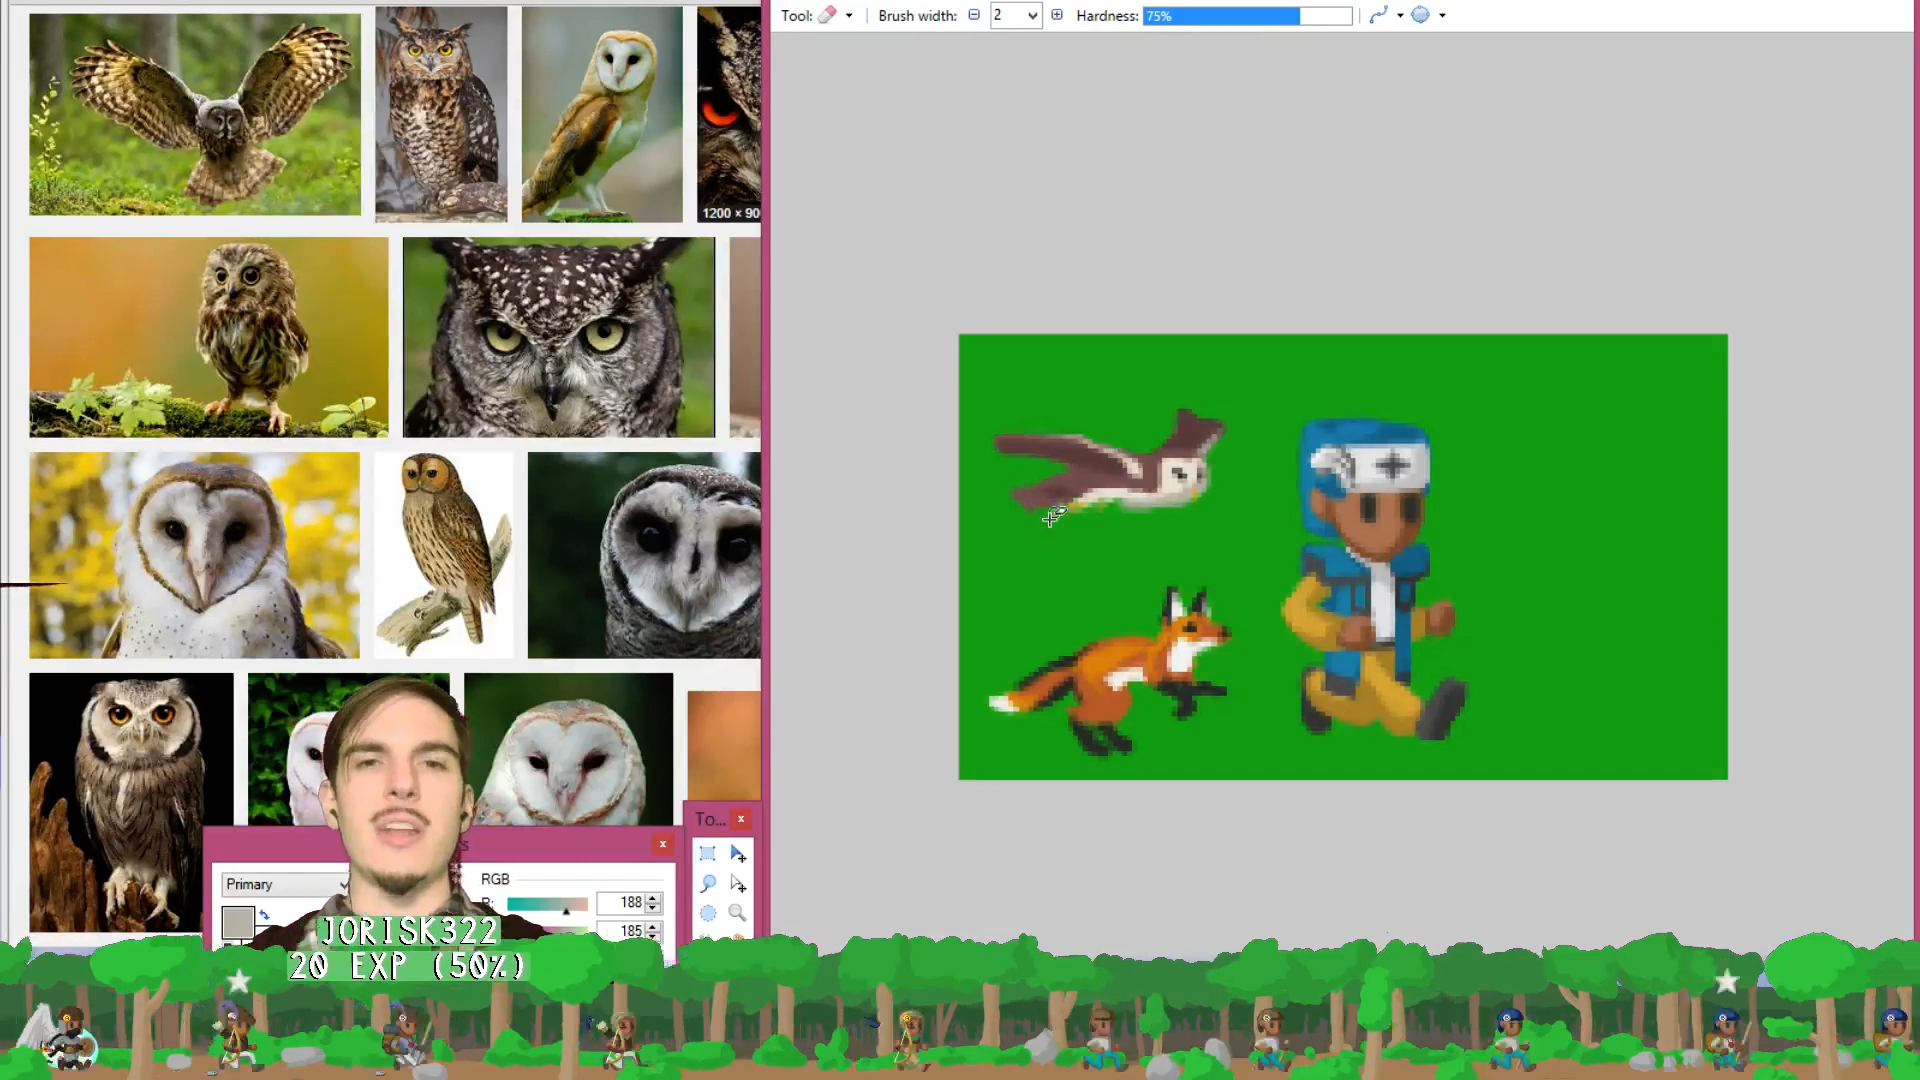 Tool:
Brush width:
2
Hardness:
75%
1200 × 90
To...
s
Primary
RGB
R:
188
185
JORISK322
20 EXP (50%)